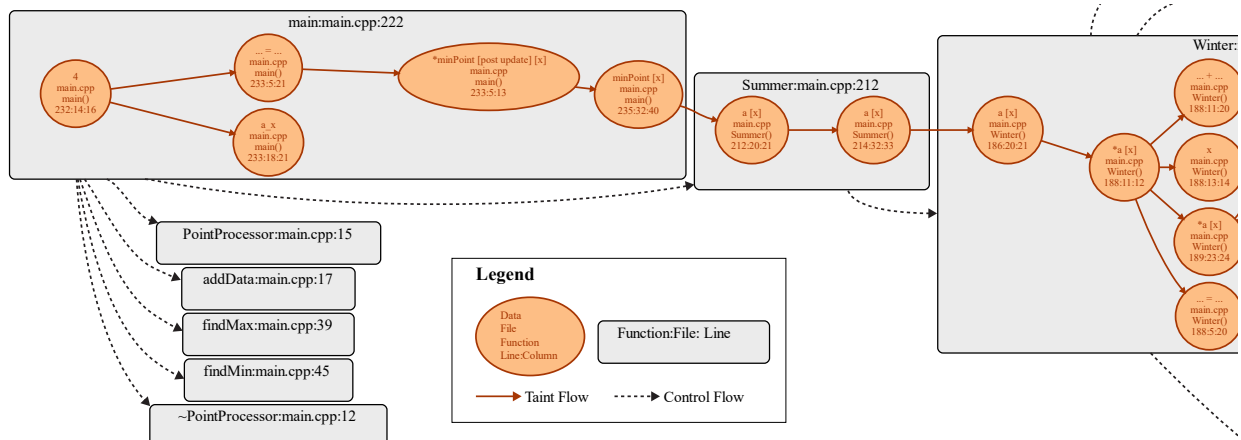 main:main.cpp:222
4
main.cpp
main()
232:14:16
... = ...
main.cpp
main()
233:5:21
a_x
main.cpp
main()
233:18:21
*minPoint [post update] [x]
main.cpp
main()
233:5:13
minPoint [x]
main.cpp
main()
235:32:40
Summer:main.cpp:212
a [x]
main.cpp
Summer()
212:20:21
a [x]
main.cpp
Summer()
214:32:33
Winter:
a [x]
main.cpp
Winter()
186:20:21
*a [x]
main.cpp
Winter()
188:11:12
... + ...
main.cpp
Winter()
188:11:20
x
main.cpp
Winter()
188:13:14
*a [x]
main.cpp
Winter()
189:23:24
... = ...
main.cpp
Winter()
188:5:20
PointProcessor:main.cpp:15
addData:main.cpp:17
findMax:main.cpp:39
findMin:main.cpp:45
~PointProcessor:main.cpp:12
Legend
Data
File
Function
Line:Column
Function:File: Line
Taint Flow
Control Flow